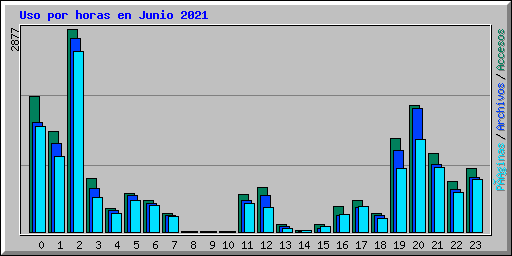 Uso por horas en Junio 2021
2877
Páginas / Archivos / Accesos
0 1 2 3 4 5 6 7 8 9 10 11 12 13 14 15 16 17 18 19 20 21 22 23